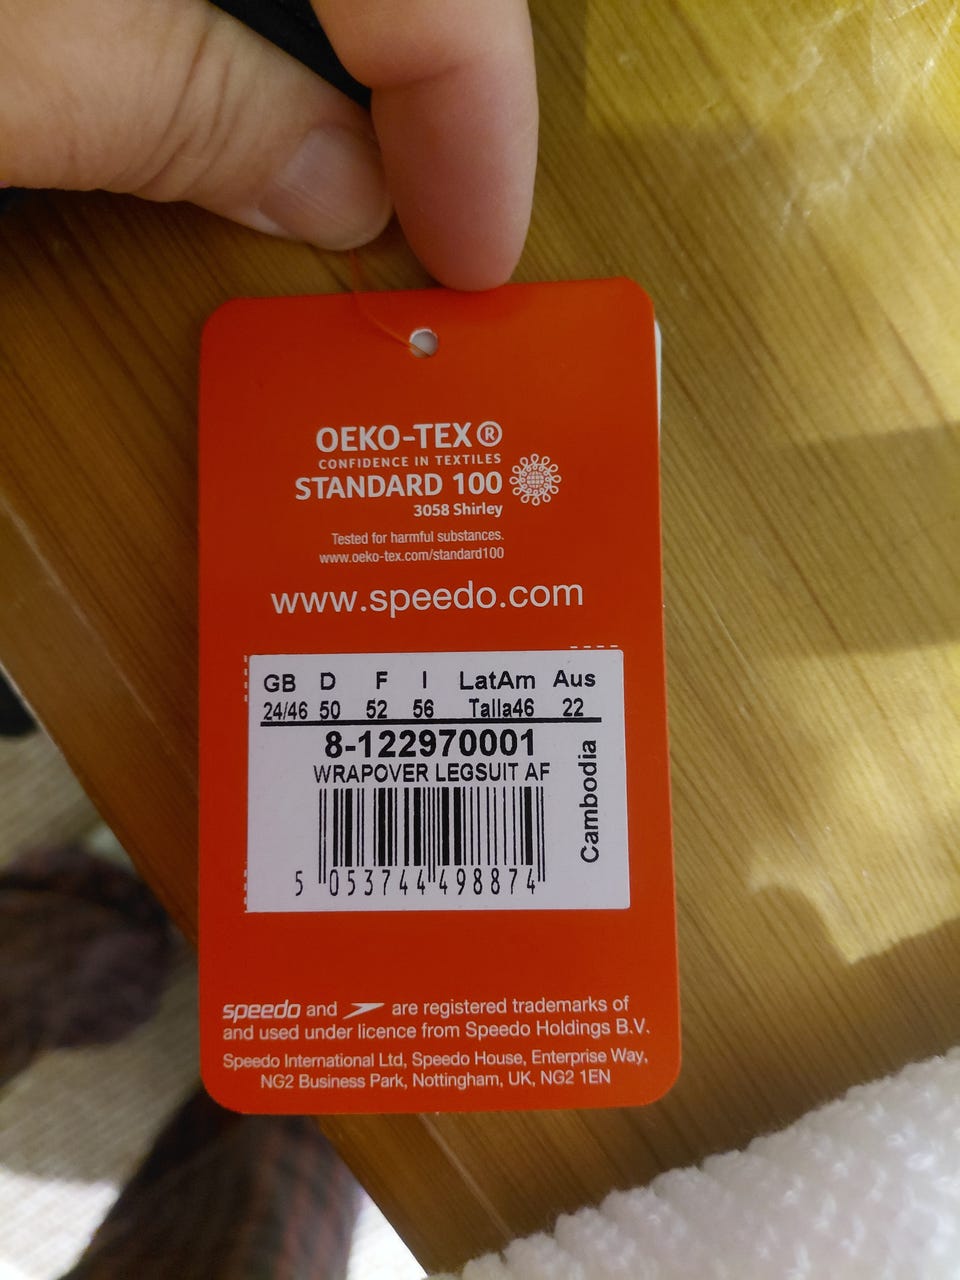 OEKO-TEX®
CONFIDENCE IN TEXTILES
STANDARD 100
3058 Shirley
Tested for harmful substances.
www.oeko-tex.com/standard100
www.speedo.com
GB D F I LatAm Aus
24/46 50 52 56 Talla46 22
8-122970001
WRAPOVER LEGSUIT AF
Cambodia
5 053744 498874
speedo and are registered trademarks of
and used under licence from Speedo Holdings B.V.
Speedo International Ltd, Speedo House, Enterprise Way,
NG2 Business Park, Nottingham, UK, NG2 1EN